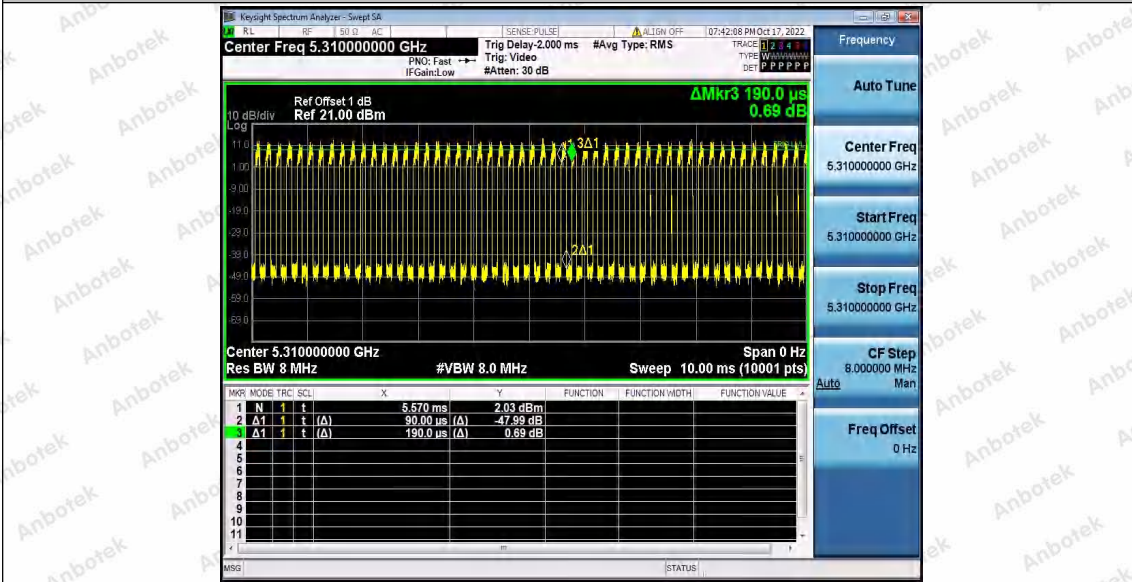 Keysight Spectrum Analyzer - Swept SA
RL RF 50 Ω AC SENSE:PULSE ALIGN OFF 07:42:08 PM Oct 17, 2022
Center Freq 5.310000000 GHz
PNO: Fast
IFGain:Low
Trig Delay-2.000 ms
Trig: Video
#Atten: 30 dB
#Avg Type: RMS
TRACE 1 2 3 4 5 6
TYPE WWWWWW
DET P P P P P P
Frequency
Auto Tune
Center Freq
5.310000000 GHz
Start Freq
5.310000000 GHz
Stop Freq
5.310000000 GHz
CF Step
8.000000 MHz
Auto Man
Freq Offset
0 Hz
ΔMkr3 190.0 µs
0.69 dB
Ref Offset 1 dB
10 dB/div Ref 21.00 dBm
Log
11.0
1.00
-9.00
-19.0
-29.0
-39.0
-49.0
-59.0
-69.0
1
3Δ1
2Δ1
Center 5.310000000 GHz Span 0 Hz
Res BW 8 MHz #VBW 8.0 MHz Sweep 10.00 ms (10001 pts)
MKR MODE TRC SCL X Y FUNCTION FUNCTION WIDTH FUNCTION VALUE
1 N 1 t 5.570 ms 2.03 dBm
2 Δ1 1 t (Δ) 90.00 µs (Δ) -47.99 dB
3 Δ1 1 t (Δ) 190.0 µs (Δ) 0.69 dB
4
5
6
7
8
9
10
11
MSG STATUS
Anbotek